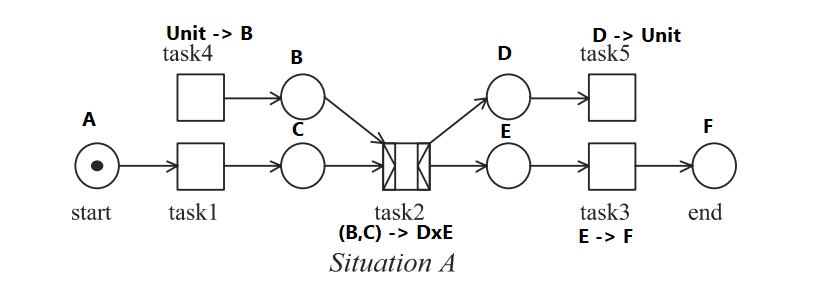 Unit -> B
task4
B
D
D -> Unit
task5
A
C
E
F
start
task1
task2
(B,C) -> DxE
task3
E -> F
end
Situation A